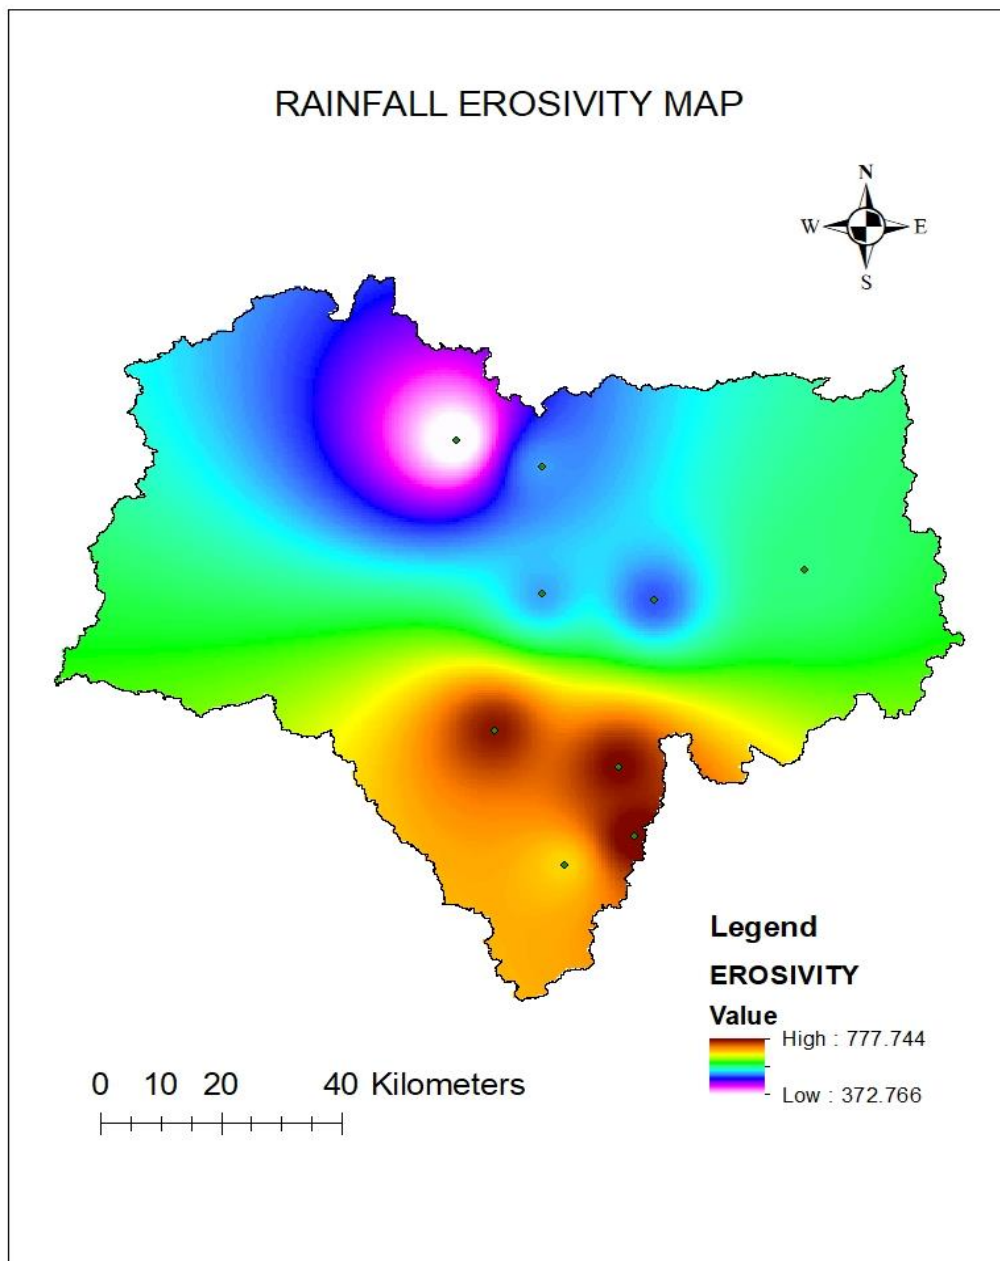 RAINFALL EROSIVITY MAP
N
W E
S
Legend
EROSIVITY
Value
High : 777.744
Low : 372.766
0 10 20 40 Kilometers